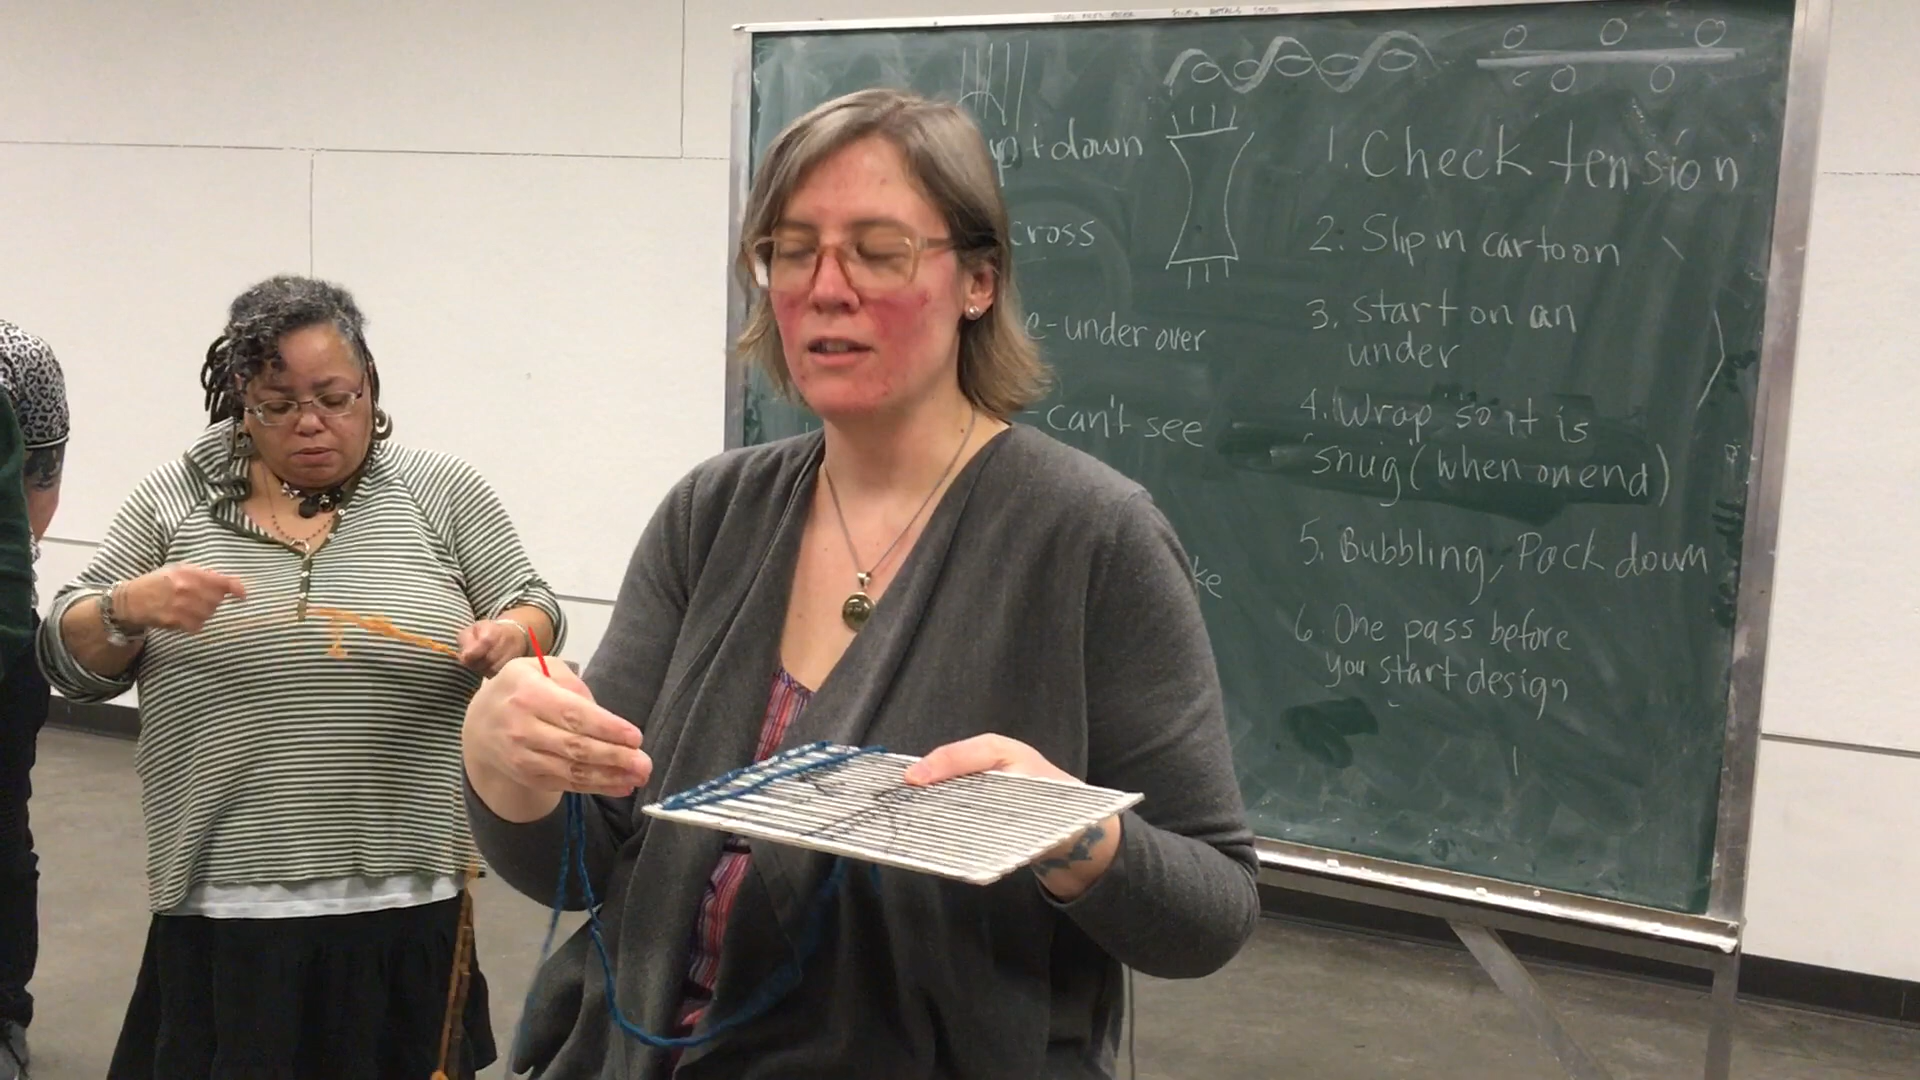 down
cross
under over
can't see
1. Check tension
2. Slip in cartoon
3. start on an
under
4. Wrap so it is
snug (when on end)
5. Bubbling, Pack down
6. One pass before
you start design